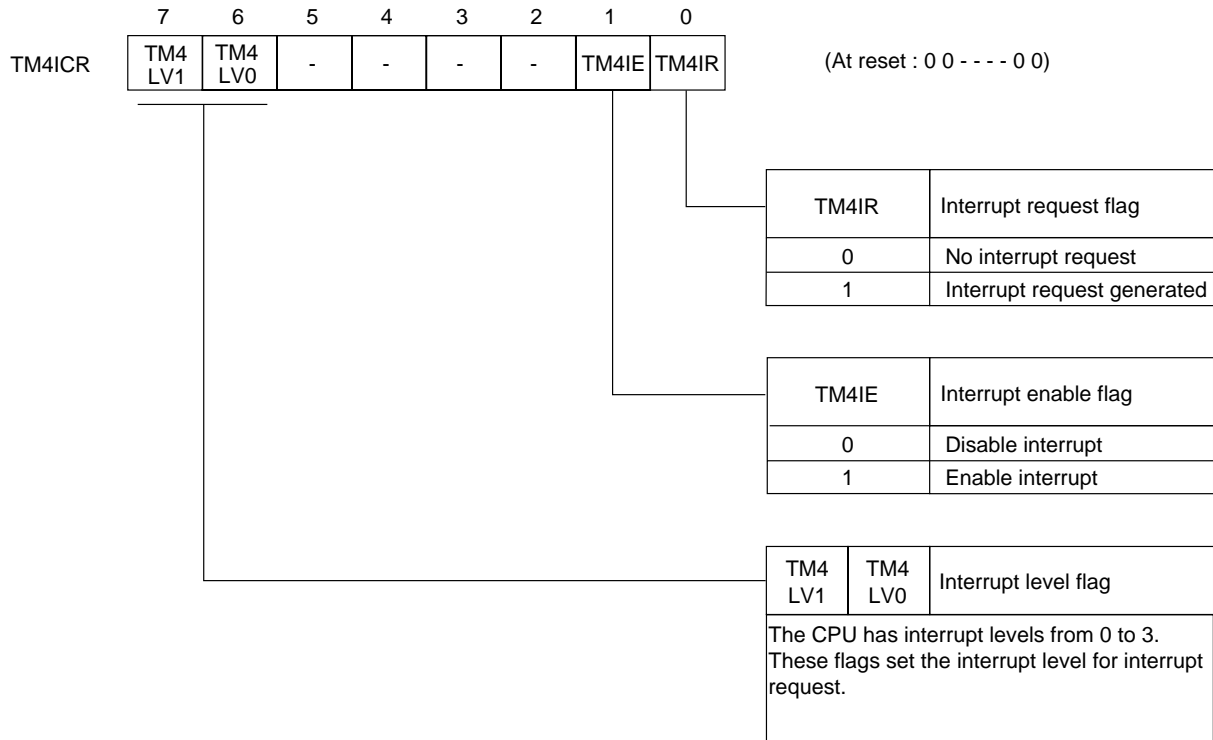 7 6 5 4 3 2 1 0
TM4ICR TM4 LV1 TM4 LV0 - - - - TM4IE TM4IR (At reset : 0 0 - - - - 0 0)
TM4IR Interrupt request flag
0 No interrupt request
1 Interrupt request generated
TM4IE Interrupt enable flag
0 Disable interrupt
1 Enable interrupt
TM4 LV1 TM4 LV0 Interrupt level flag
The CPU has interrupt levels from 0 to 3.
These flags set the interrupt level for interrupt
request.